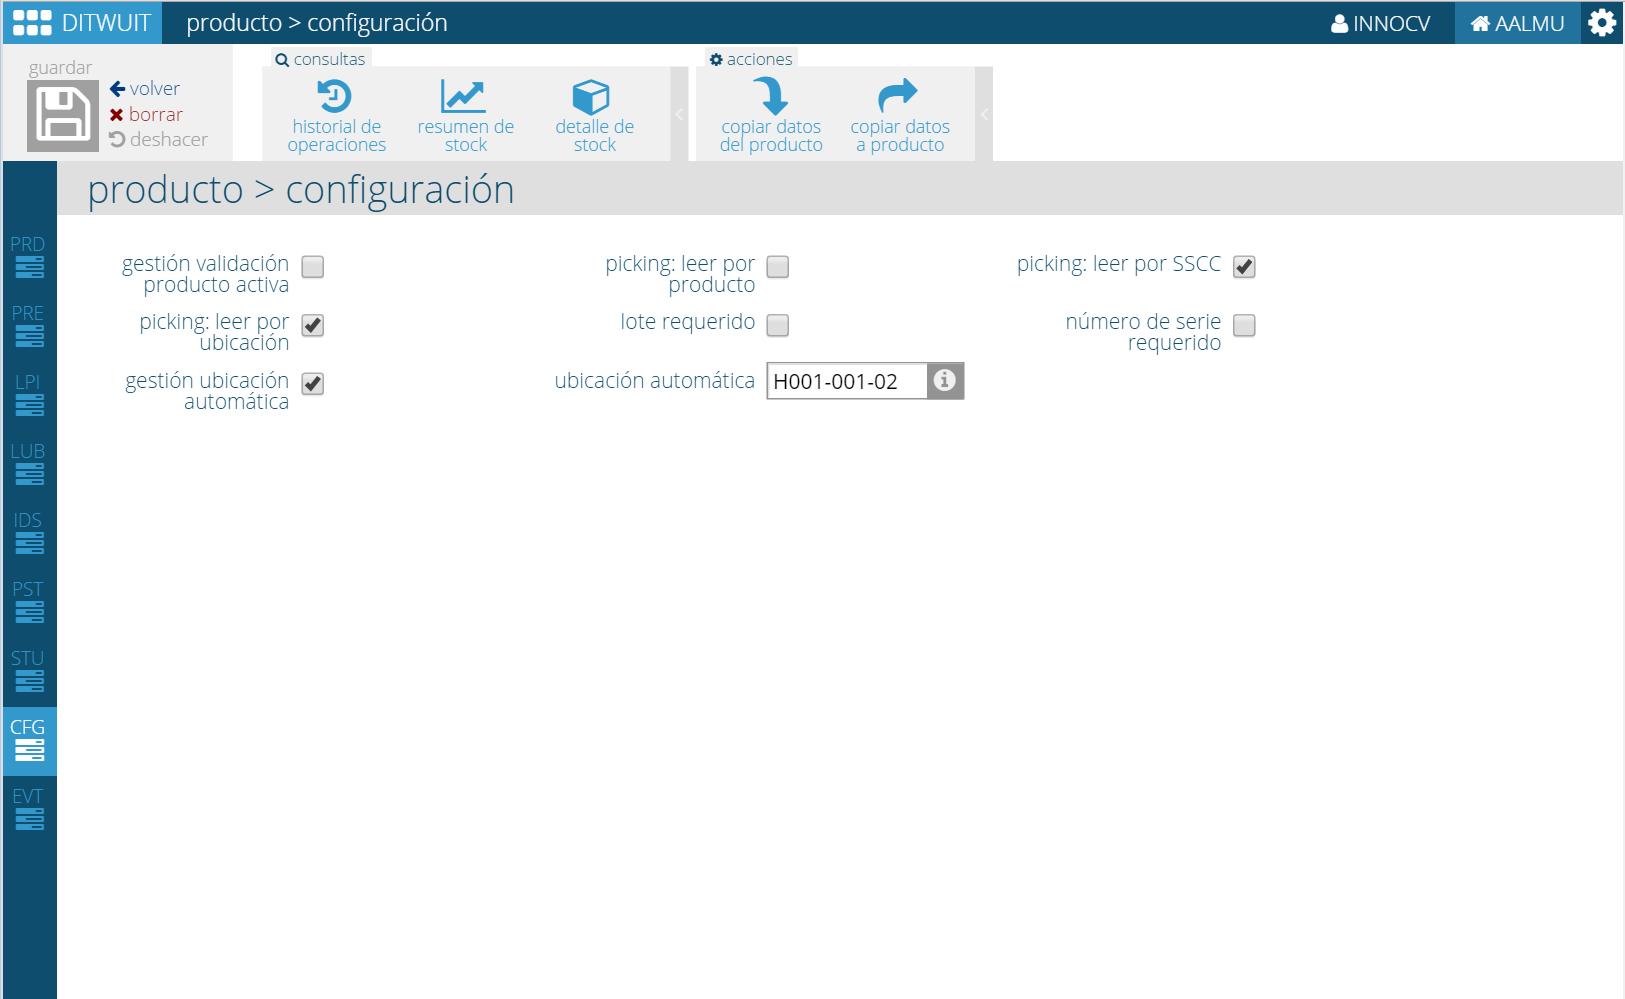 DITWUIT
producto > configuración
INNOCV
AALMU
guardar
volver
borrar
deshacer
consultas
historial de
operaciones
resumen de
stock
detalle de
stock
acciones
copiar datos
del producto
copiar datos
a producto
producto > configuración
PRD
PRE
LPI
LUB
IDS
PST
STU
CFG
EVT
gestión validación
producto activa
picking: leer por
producto
picking: leer por SSCC
picking: leer por
ubicación
lote requerido
número de serie
requerido
gestión ubicación
automática
ubicación automática
H001-001-02